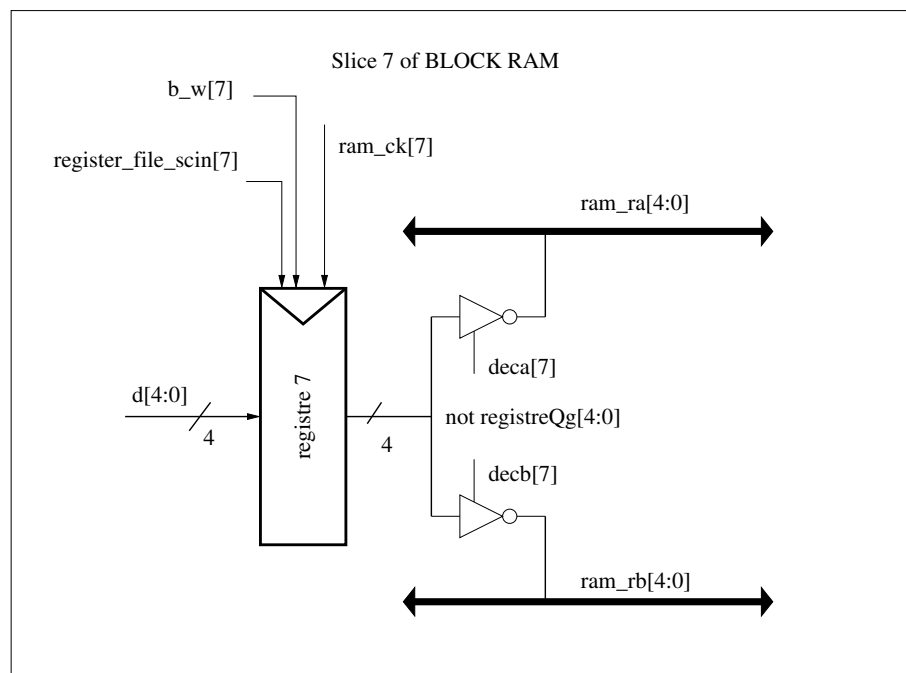 Slice 7 of BLOCK RAM
b_w[7]
ram_ck[7]
register_file_scin[7]
ram_ra[4:0]
deca[7]
d[4:0]
4
registre 7
4
not registreQg[4:0]
decb[7]
ram_rb[4:0]